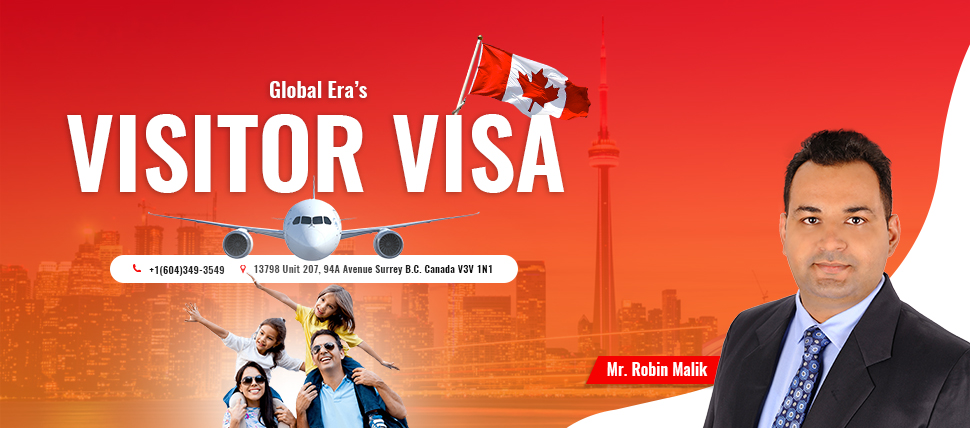 Global Era's
VISITOR VISA
+1(604)349-3549 13798 Unit 207, 94A Avenue Surrey B.C. Canada V3V 1N1
Mr. Robin Malik